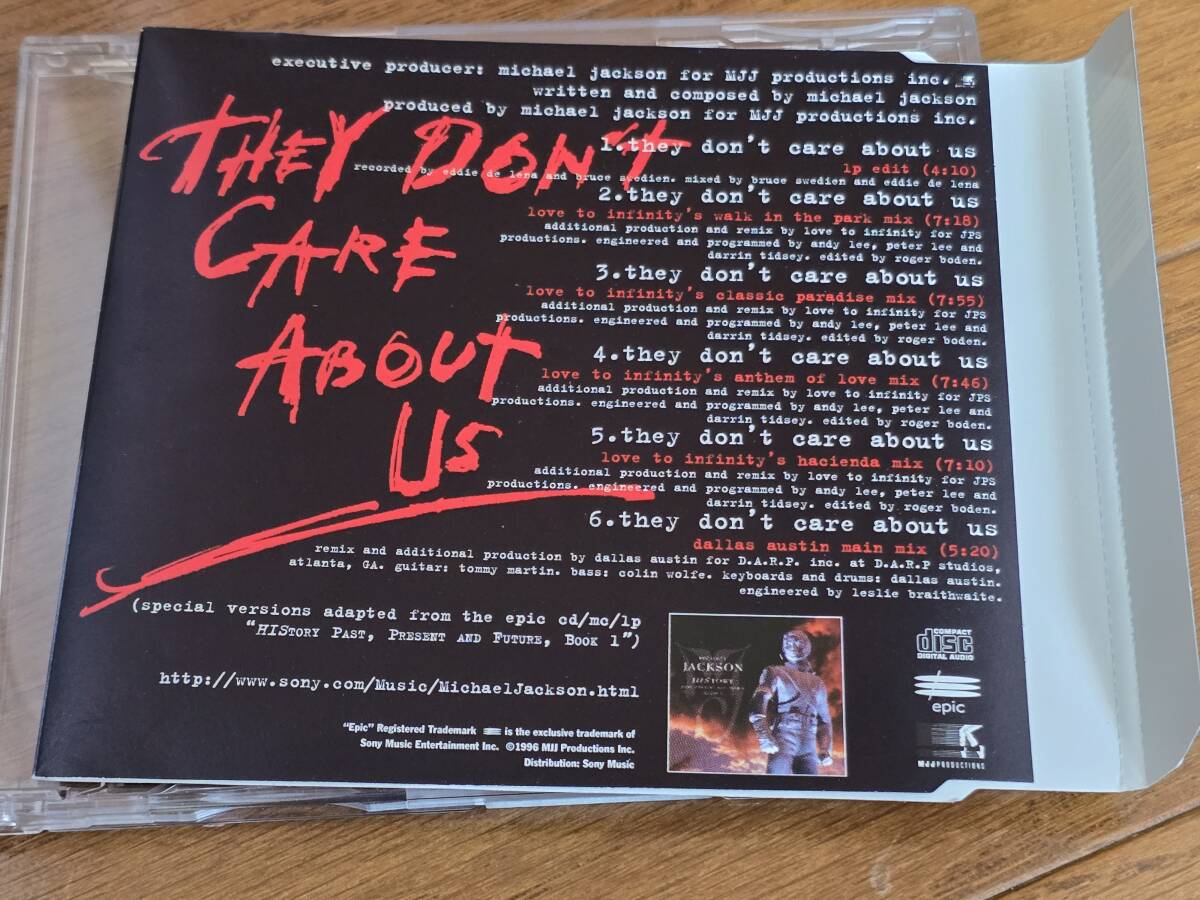 executive producer: michael jackson for MJJ productions inc.
written and composed by michael jackson
produced by michael jackson for MJJ productions inc.
THEY DON'T
CARE
ABOUT
US
1.they don't care about us
lp edit (4:10)
recorded by eddie de lena and bruce swedien. mixed by bruce swedien and eddie de lena
2.they don't care about us
love to infinity's walk in the park mix (7:18)
additional production and remix by love to infinity for JPS
productions. engineered and programmed by andy lee, peter lee and
darrin tidsey. edited by roger boden.
3.they don't care about us
love to infinity's classic paradise mix (7:55)
additional production and remix by love to infinity for JPS
productions. engineered and programmed by andy lee, peter lee and
darrin tidsey. edited by roger boden.
4.they don't care about us
love to infinity's anthem of love mix (7:46)
additional production and remix by love to infinity for JPS
productions. engineered and programmed by andy lee, peter lee and
darrin tidsey. edited by roger boden.
5.they don't care about us
love to infinity's hacienda mix (7:10)
additional production and remix by love to infinity for JPS
productions. engineered and programmed by andy lee, peter lee and
darrin tidsey. edited by roger boden.
6.they don't care about us
dallas austin main mix (5:20)
remix and additional production by dallas austin for D.A.R.P. inc. at D.A.R.P studios,
atlanta, GA. guitar: tommy martin. bass: colin wolfe. keyboards and drums: dallas austin.
engineered by leslie braithwaite.
(special versions adapted from the epic cd/mc/lp
"HISTORY PAST, PRESENT AND FUTURE, BOOK 1")
http://www.sony.com/Music/MichaelJackson.html
"Epic" Registered Trademark is the exclusive trademark of
Sony Music Entertainment Inc. ©1996 MJJ Productions Inc.
Distribution: Sony Music
MICHAEL
JACKSON
HISTORY
COMPACT
disc
DIGITAL AUDIO
epic
MJJPRODUCTIONS